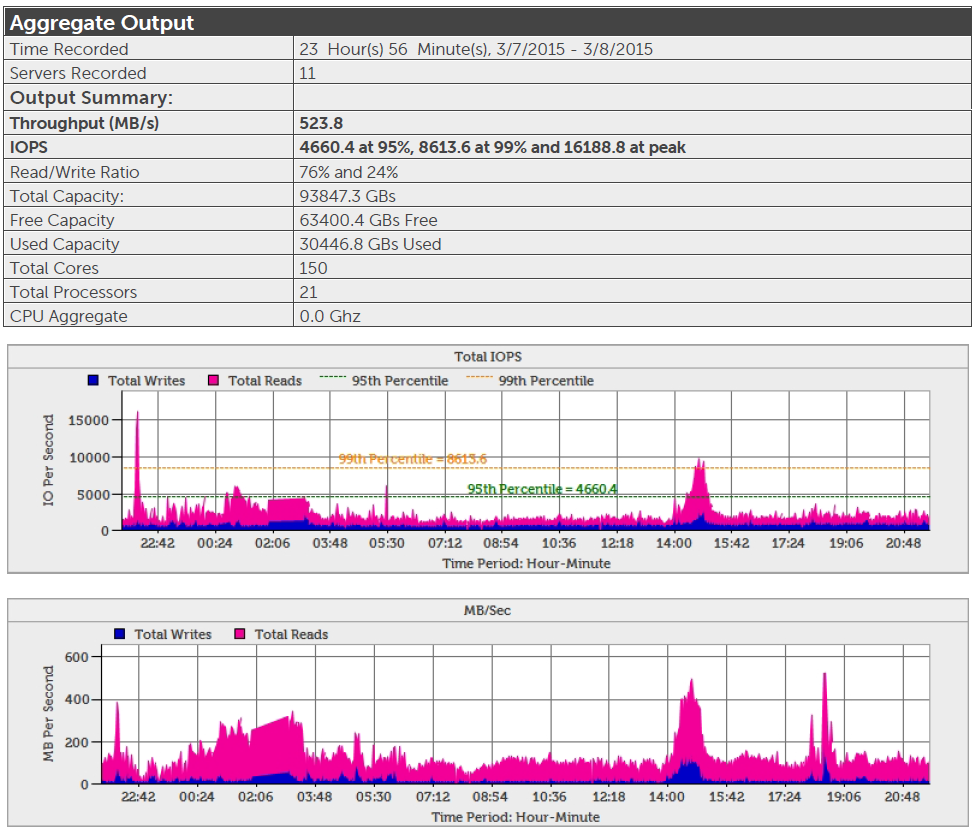 Aggregate Output
Time Recorded 23 Hour(s) 56 Minute(s), 3/7/2015 - 3/8/2015
Servers Recorded 11
Output Summary:
Throughput (MB/s) 523.8
IOPS 4660.4 at 95%, 8613.6 at 99% and 16188.8 at peak
Read/Write Ratio 76% and 24%
Total Capacity: 93847.3 GBs
Free Capacity 63400.4 GBs Free
Used Capacity 30446.8 GBs Used
Total Cores 150
Total Processors 21
CPU Aggregate 0.0 Ghz
Total IOPS
Total Writes Total Reads 95th Percentile 99th Percentile
IO Per Second
15000
10000
5000
0
99th Percentile = 8613.6
95th Percentile = 4660.4
22:42 00:24 02:06 03:48 05:30 07:12 08:54 10:36 12:18 14:00 15:42 17:24 19:06 20:48
Time Period: Hour-Minute
MB/Sec
Total Writes Total Reads
MB Per Second
600
400
200
0
22:42 00:24 02:06 03:48 05:30 07:12 08:54 10:36 12:18 14:00 15:42 17:24 19:06 20:48
Time Period: Hour-Minute